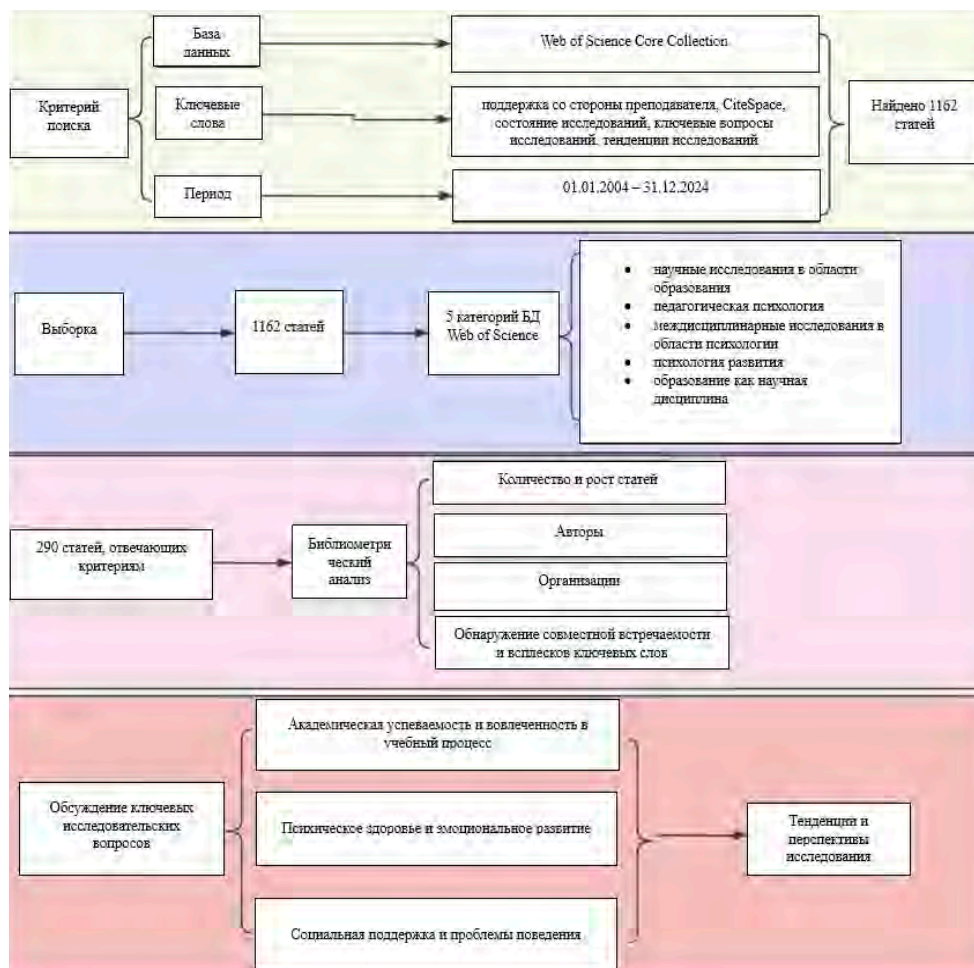 База
данных
Web of Science Core Collection
Критерий
поиска
Ключевые
слова
поддержка со стороны преподавателя, CiteSpace,
состояние исследований, ключевые вопросы
исследований, тенденции исследований
Найдено 1162
статей
Период
01.01.2004 – 31.12.2024
Выборка
1162 статей
5 категорий БД
Web of Science
• научные исследования в области
образования
• педагогическая психология
• междисциплинарные исследования в
области психологии
• психология развития
• образование как научная
дисциплина
290 статей, отвечающих
критериям
Библиометри
ческий
анализ
Количество и рост статей
Авторы
Организации
Обнаружение совместной встречаемости
и всплесков ключевых слов
Обсуждение ключевых
исследовательских
вопросов
Академическая успеваемость и вовлеченность в
учебный процесс
Психическое здоровье и эмоциональное развитие
Социальная поддержка и проблемы поведения
Тенденции и
перспективы
исследования